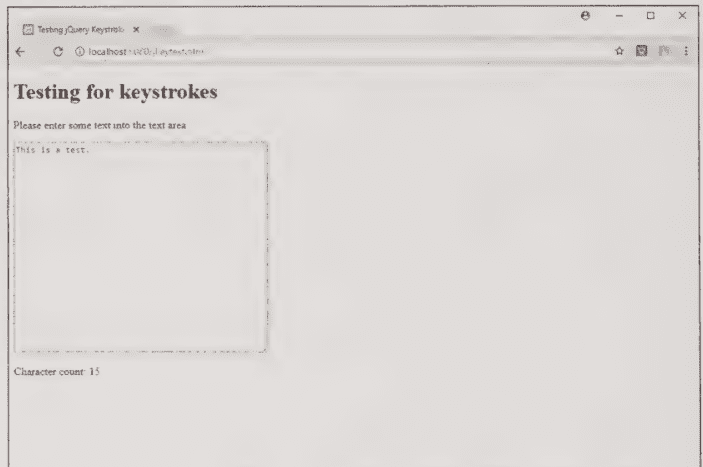 Testing jQuery Keystrok
localhost
Testing for keystrokes
Please enter some text into the text area
This is a test.
Character count: 15